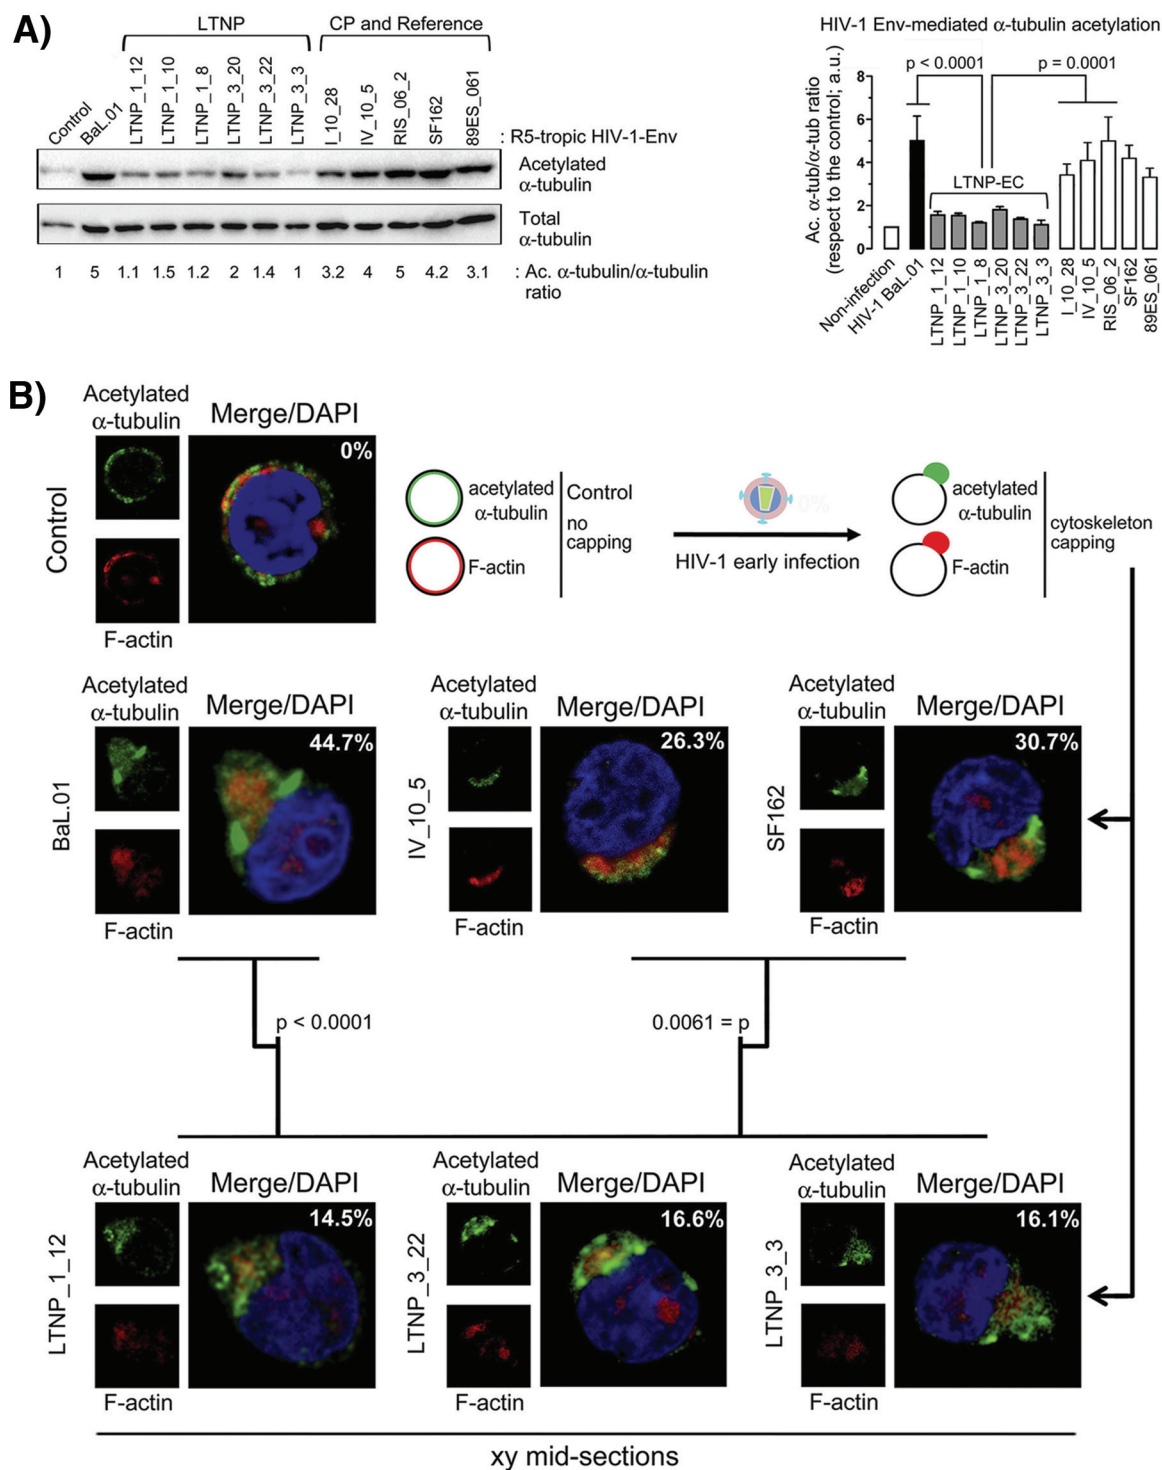 A)
LTNP
CP and Reference
Control
BaL.01
LTNP_1_12
LTNP_1_10
LTNP_1_8
LTNP_3_20
LTNP_3_22
LTNP_3_3
I_10_28
IV_10_5
RIS_06_2
SF162
89ES_061
: R5-tropic HIV-1-Env
Acetylated
α-tubulin
Total
α-tubulin
1 5 1.1 1.5 1.2 2 1.4 1 3.2 4 5 4.2 3.1
: Ac. α-tubulin/α-tubulin
ratio
HIV-1 Env-mediated α-tubulin acetylation
p < 0.0001
p = 0.0001
Ac. α-tub/α-tub ratio
(respect to the control; a.u.)
8
6
4
2
0
LTNP-EC
Non-infection
HIV-1 BaL.01
LTNP_1_12
LTNP_1_10
LTNP_1_8
LTNP_3_20
LTNP_3_22
LTNP_3_3
I_10_28
IV_10_5
RIS_06_2
SF162
89ES_061
B)
Acetylated
α-tubulin
Merge/DAPI
0%
Control
F-actin
acetylated
α-tubulin
F-actin
Control
no
capping
0%
HIV-1 early infection
acetylated
α-tubulin
F-actin
cytoskeleton
capping
Acetylated
α-tubulin
Merge/DAPI
44.7%
BaL.01
F-actin
Acetylated
α-tubulin
Merge/DAPI
26.3%
IV_10_5
F-actin
Acetylated
α-tubulin
Merge/DAPI
30.7%
SF162
F-actin
p < 0.0001
0.0061 = p
Acetylated
α-tubulin
Merge/DAPI
14.5%
LTNP_1_12
F-actin
Acetylated
α-tubulin
Merge/DAPI
16.6%
LTNP_3_22
F-actin
Acetylated
α-tubulin
Merge/DAPI
16.1%
LTNP_3_3
F-actin
xy mid-sections